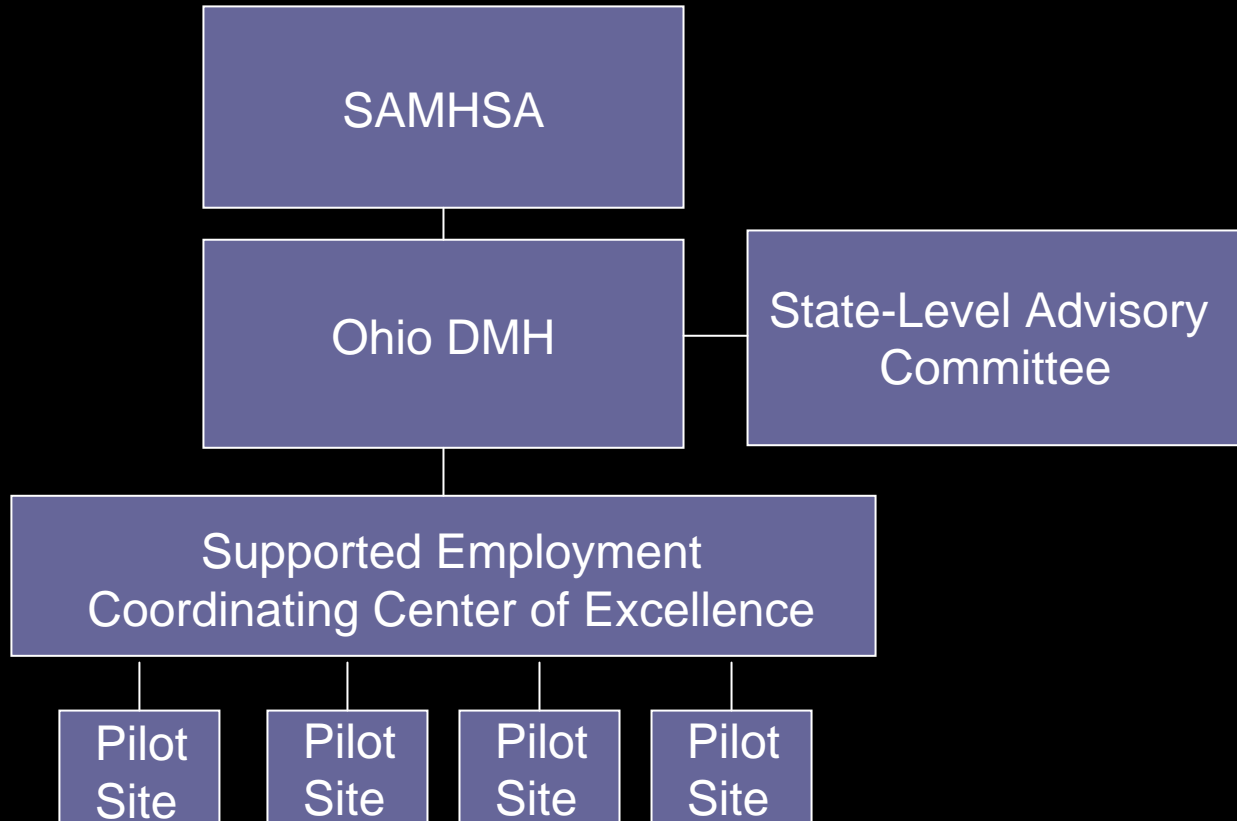 SAMHSA
Ohio DMH
State-Level Advisory
Committee
Supported Employment
Coordinating Center of Excellence
Pilot
Site
Pilot
Site
Pilot
Site
Pilot
Site